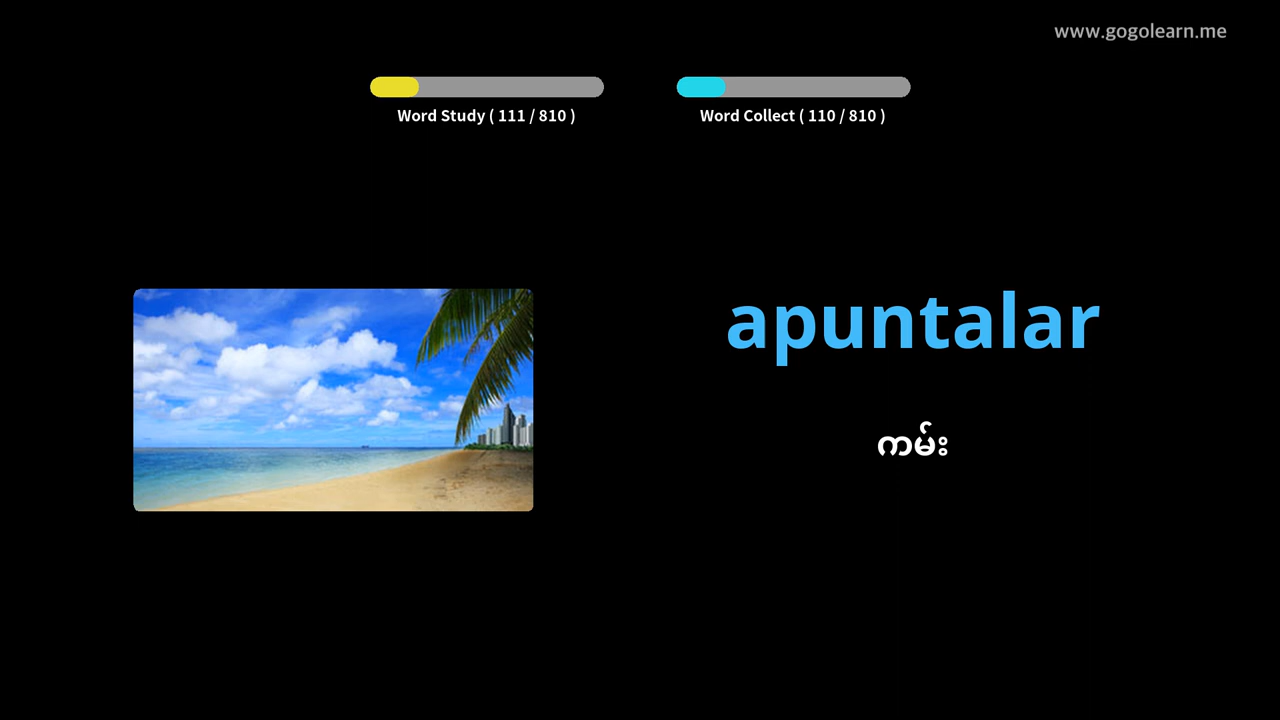 www.gogolearn.me
Word Study ( 111 / 810 )
Word Collect ( 110 / 810 )
apuntalar
ကမ်း